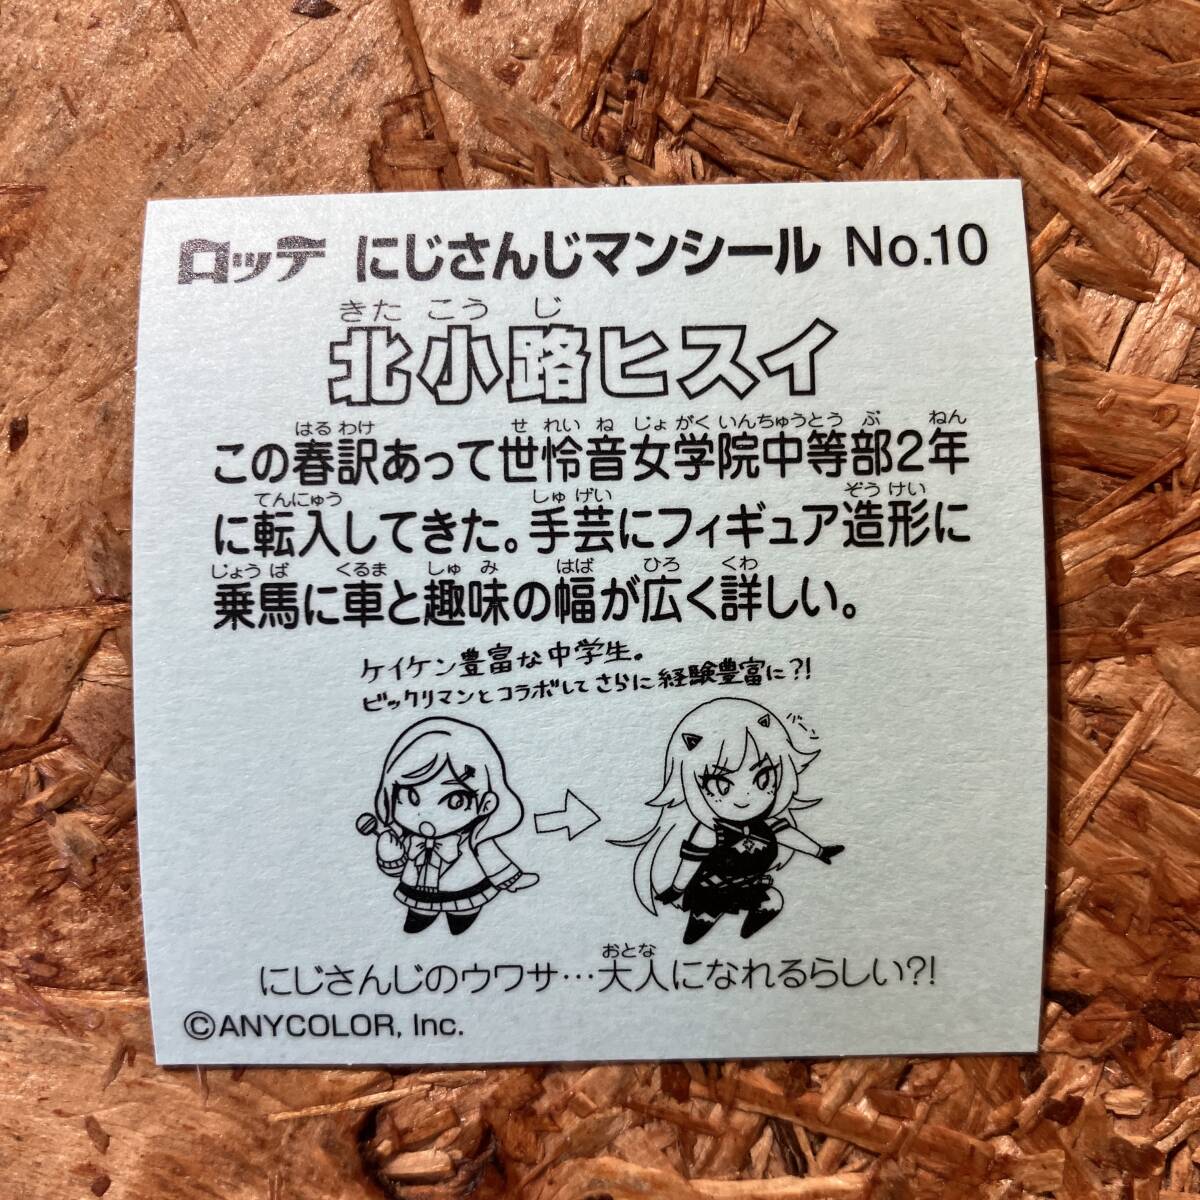 ロッテ にじさんじマンシール No.10
きた こう じ
北小路ヒスイ
はる わけ せ れい ね じょ がく いん ちゅう とう ぶ ねん
この春訳あって世怜音女学院中等部2年
てんにゅう しゅ げい ぞう けい
に転入してきた。手芸にフィギュア造形に
じょう ば くるま しゅ み はば ひろ くわ
乗馬に車と趣味の幅が広く詳しい。
ケイケン豊富な中学生。
ビックリマンとコラボしてさらに経験豊富に?!
おとな
にじさんじのウワサ…大人になれるらしい?!
©ANYCOLOR, Inc.